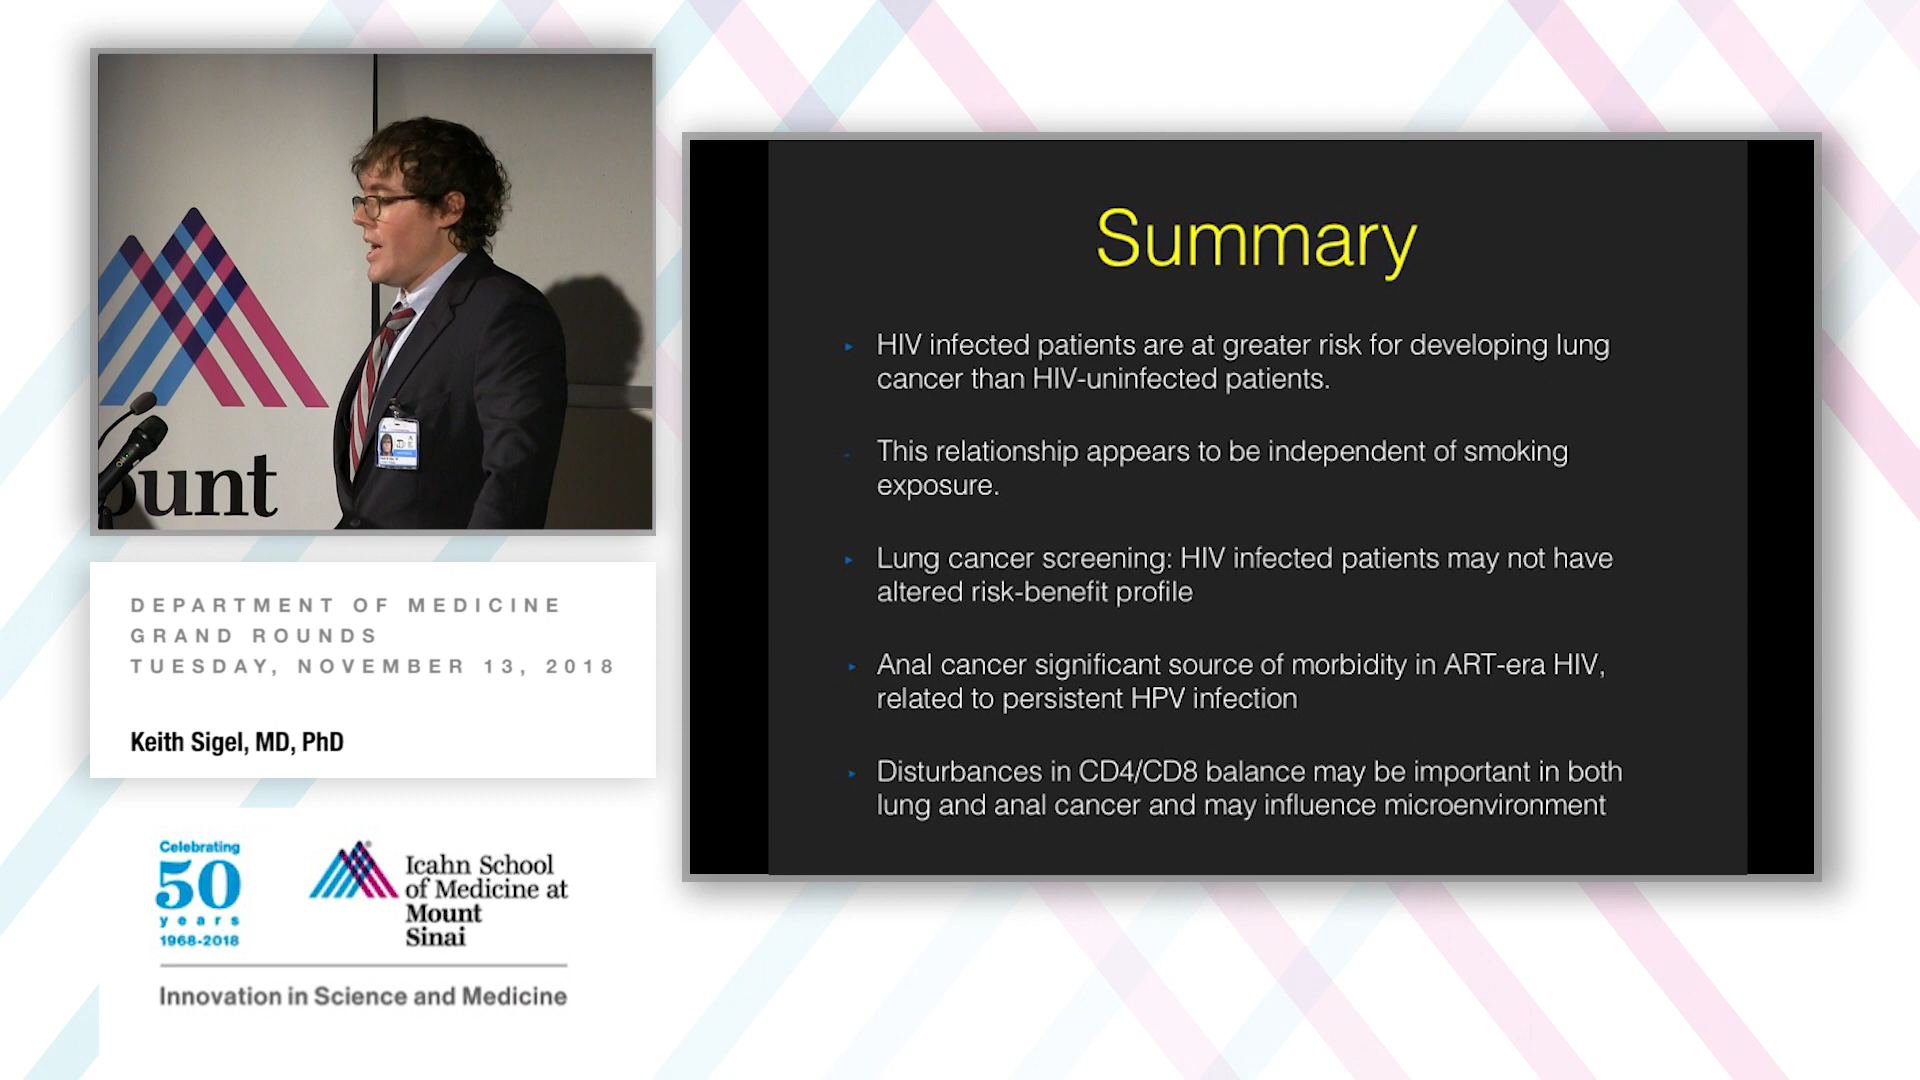 ount
DEPARTMENT OF MEDICINE
GRAND ROUNDS
TUESDAY, NOVEMBER 13, 2018
Keith Sigel, MD, PhD
Celebrating
50
years
1968-2018
Icahn School
of Medicine at
Mount
Sinai
Innovation in Science and Medicine
Summary
HIV infected patients are at greater risk for developing lung
cancer than HIV-uninfected patients.
This relationship appears to be independent of smoking
exposure.
Lung cancer screening: HIV infected patients may not have
altered risk-benefit profile
Anal cancer significant source of morbidity in ART-era HIV,
related to persistent HPV infection
Disturbances in CD4/CD8 balance may be important in both
lung and anal cancer and may influence microenvironment